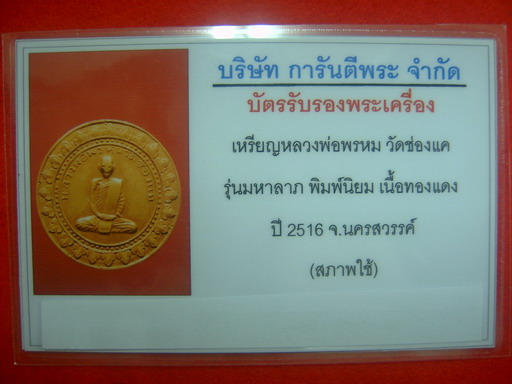 บริษัท การันตีพระ จำกัด
บัตรรับรองพระเครื่อง
เหรียญหลวงพ่อพรหม วัดช่องแค
รุ่นมหาลาภ พิมพ์นิยม เนื้อทองแดง
ปี 2516 จ.นครสวรรค์
(สภาพใช้)